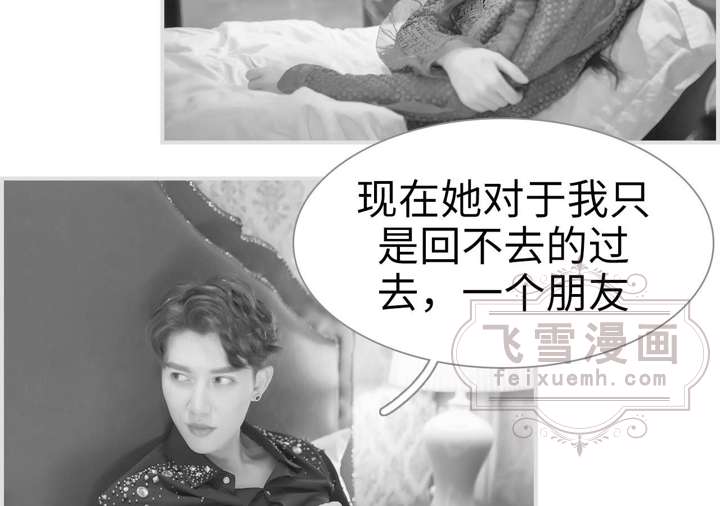 现在她对于我只
是回不去的过
去，一个朋友
飞雪漫画
feixuemh.com